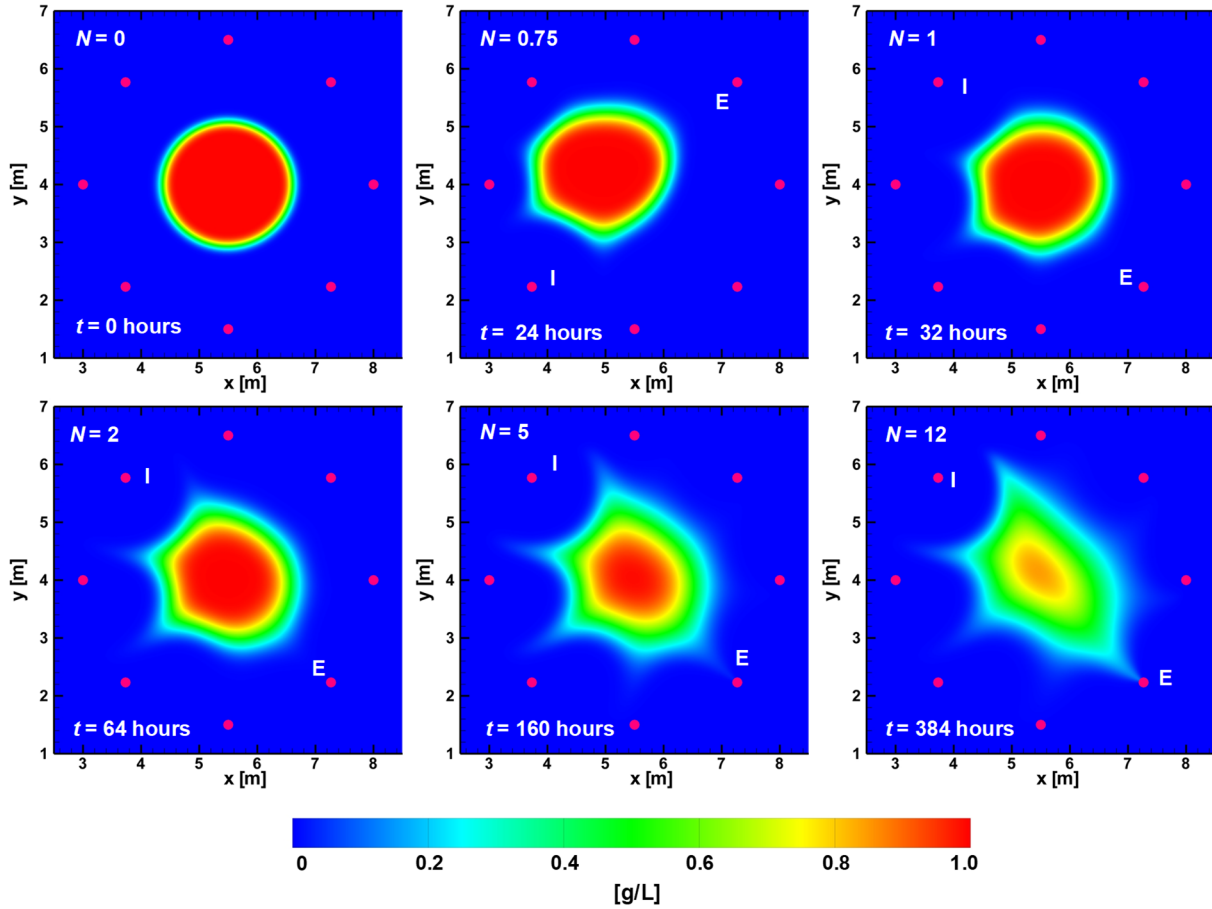 7
6
5
4
3
2
1
y [m]
N = 0
t = 0 hours
3 4 5 6 7 8
x [m]
7
6
5
4
3
2
1
y [m]
N = 0.75
E
I
t = 24 hours
3 4 5 6 7 8
x [m]
7
6
5
4
3
2
1
y [m]
N = 1
I
E
t = 32 hours
3 4 5 6 7 8
x [m]
7
6
5
4
3
2
1
y [m]
N = 2
I
E
t = 64 hours
3 4 5 6 7 8
x [m]
7
6
5
4
3
2
1
y [m]
N = 5
I
E
t = 160 hours
3 4 5 6 7 8
x [m]
7
6
5
4
3
2
1
y [m]
N = 12
I
E
t = 384 hours
3 4 5 6 7 8
x [m]
0 0.2 0.4 0.6 0.8 1.0
[g/L]